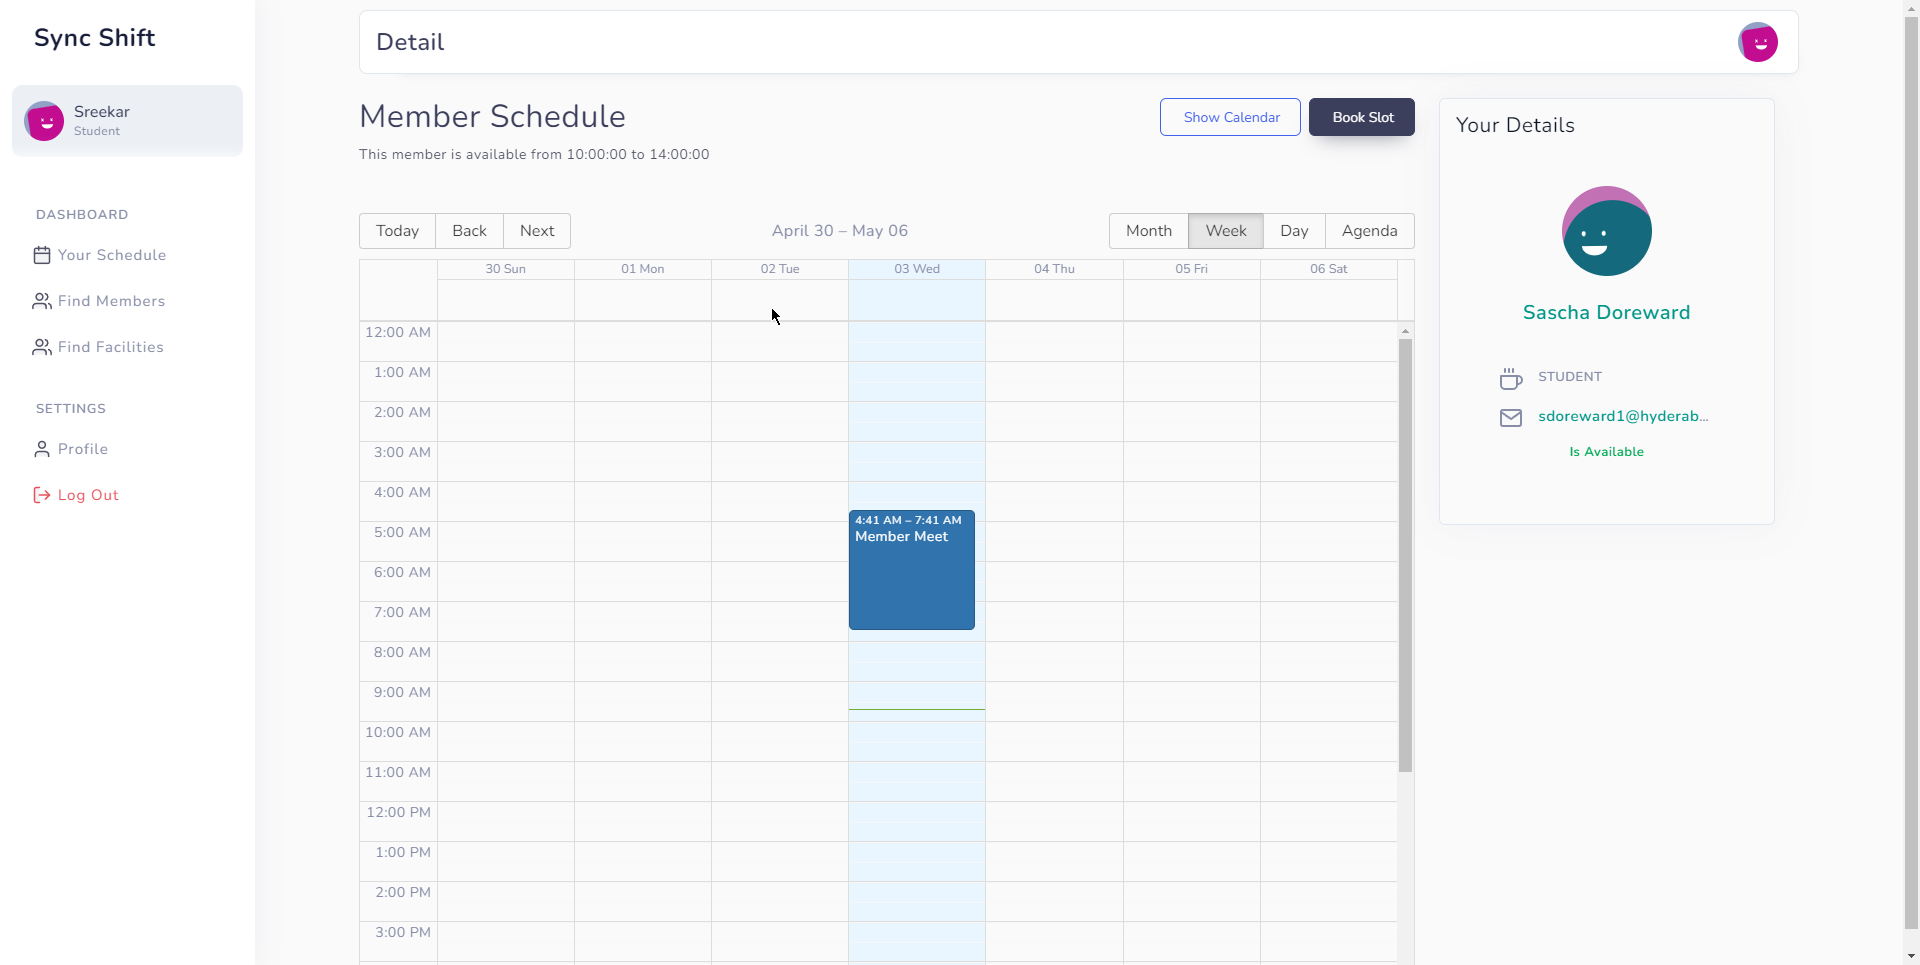 Sync Shift
Sreekar
Student
DASHBOARD
Your Schedule
Find Members
Find Facilities
SETTINGS
Profile
Log Out
Detail
Member Schedule
Show Calendar
Book Slot
This member is available from 10:00:00 to 14:00:00
Today Back Next
April 30 – May 06
Month Week Day Agenda
30 Sun 01 Mon 02 Tue 03 Wed 04 Thu 05 Fri 06 Sat
12:00 AM
1:00 AM
2:00 AM
3:00 AM
4:00 AM
4:41 AM – 7:41 AM
Member Meet
5:00 AM
6:00 AM
7:00 AM
8:00 AM
9:00 AM
10:00 AM
11:00 AM
12:00 PM
1:00 PM
2:00 PM
3:00 PM
Your Details
Sascha Doreward
STUDENT
sdoreward1@hyderab...
Is Available